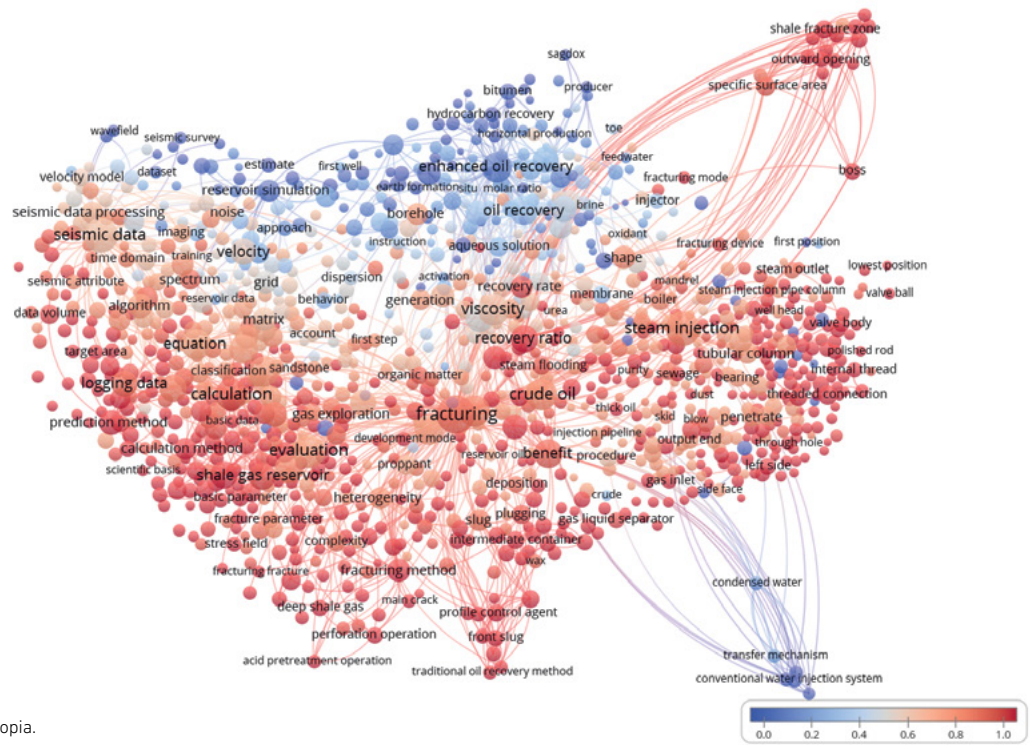 shale fracture zone
outward opening
sagdox
specific surface area
bitumen
producer
hydrocarbon recovery
wavefield
seismic survey
horizontal production
toe
estimate
first well
enhanced oil recovery
feedwater
velocity model
dataset
boss
fracturing mode
reservoir simulation
earth formation
situ
molar ratio
injector
seismic data processing
noise
borehole
oil recovery
brine
seismic data
imaging
approach
oxidant
instruction
aqueous solution
fracturing device
first position
time domain
training
velocity
shape
steam outlet
lowest position
seismic attribute
spectrum
grid
dispersion
activation
recovery rate
mandrel
steam injection pipe column
valve ball
algorithm
reservoir data
behavior
generation
membrane
boiler
data volume
matrix
viscosity
urea
well head
valve body
equation
account
first step
recovery ratio
steam injection
target area
tubular column
polished rod
classification
sandstone
organic matter
steam flooding
purity
sewage
bearing
internal thread
logging data
calculation
crude oil
dust
threaded connection
prediction method
basic data
gas exploration
fracturing
thick oil
skid
blow
penetrate
calculation method
evaluation
development mode
injection pipeline
output end
through hole
scientific basis
proppant
reservoir oil
benefit
procedure
left side
shale gas reservoir
deposition
gas inlet
side face
basic parameter
heterogeneity
crude
fracture parameter
slug
plugging
gas liquid separator
stress field
complexity
intermediate container
wax
fracturing fracture
fracturing method
condensed water
deep shale gas
main crack
profile control agent
perforation operation
front slug
acid pretreatment operation
traditional oil recovery method
transfer mechanism
conventional water injection system
opia.
0.0 0.2 0.4 0.6 0.8 1.0